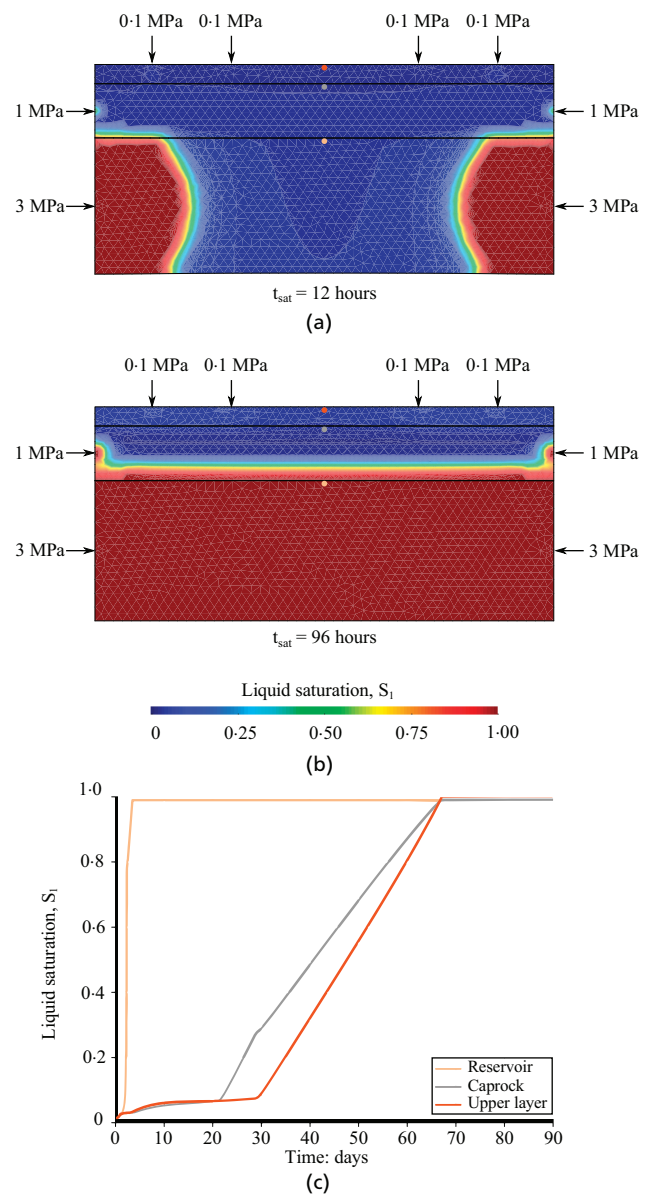 0·1 MPa 0·1 MPa 0·1 MPa 0·1 MPa
1 MPa 1 MPa
3 MPa 3 MPa
t_sat = 12 hours
(a)
0·1 MPa 0·1 MPa 0·1 MPa 0·1 MPa
1 MPa 1 MPa
3 MPa 3 MPa
t_sat = 96 hours
Liquid saturation, S_1
0 0·25 0·50 0·75 1·00
(b)
1·0
0·8
0·6
0·4
0·2
0
Liquid saturation, S_1
Reservoir
Caprock
Upper layer
0 10 20 30 40 50 60 70 80 90
Time: days
(c)